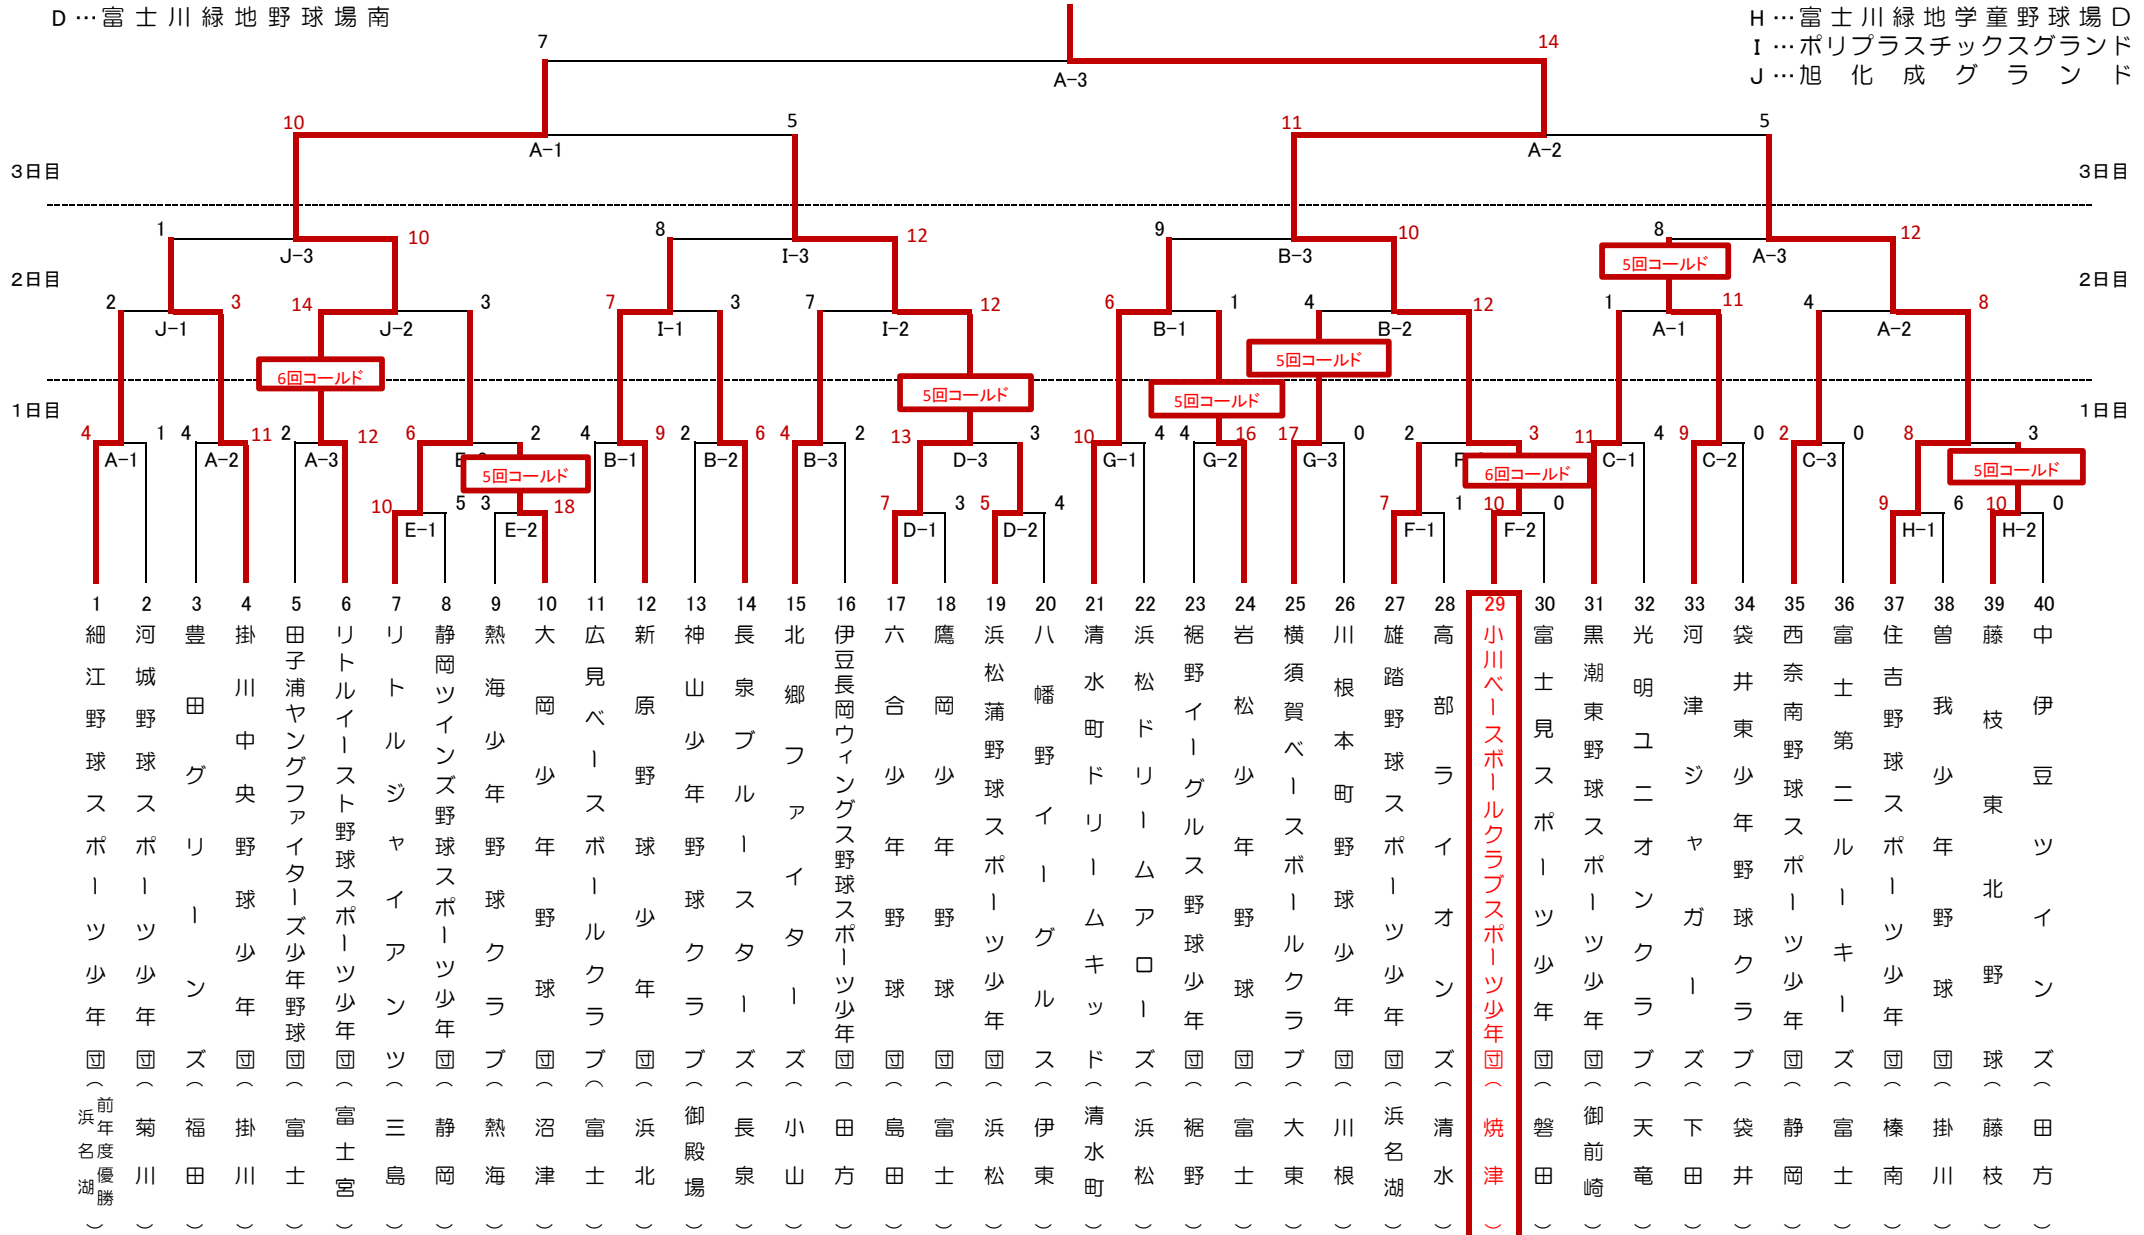 D…富士川緑地野球場南
H…富士川緑地学童野球場D
I…ポリプラスチックスグランド
J…旭化成グランド
7 14
A-3
10 5 11 5
A-1 A-2
3日目 3日目
1 10 8 12 9 10 8 12
J-3 I-3 B-3 A-3
5回コールド
2日目 2日目
2 3 14 3 7 3 7 12 6 1 4 12 1 11 4 8
J-1 J-2 I-1 I-2 B-1 B-2 A-1 A-2
5回コールド
6回コールド
5回コールド 5回コールド
1日目 1日目
4 1 4 11 2 12 6 2 4 9 2 6 4 2 13 3 10 4 4 16 17 0 2 3 11 4 9 0 2 0 8 3
A-1 A-2 A-3 B-1 B-2 B-3 D-3 G-1 G-2 G-3 C-1 C-2 C-3
5回コールド 6回コールド 5回コールド
10 5 3 18 7 3 5 4 7 1 10 0 9 6 10 0
E-1 E-2 D-1 D-2 F-1 F-2 H-1 H-2
1 細江野球スポーツ少年団(浜名湖 前年度優勝)
2 河城野球スポーツ少年団(菊川)
3 豊田グリーンズ(福田)
4 掛川中央野球少年団(掛川)
5 田子浦ヤングファイターズ少年野球団(富士)
6 リトルイースト野球スポーツ少年団(富士宮)
7 リトルジャイアンツ(三島)
8 静岡ツインズ野球スポーツ少年団(静岡)
9 熱海少年野球クラブ(熱海)
10 大岡少年野球団(沼津)
11 広見ベースボールクラブ(富士)
12 新原野球少年団(浜北)
13 神山少年野球クラブ(御殿場)
14 長泉ブルースターズ(長泉)
15 北郷ファイターズ(小山)
16 伊豆長岡ウィングス野球スポーツ少年団(田方)
17 六合少年野球団(島田)
18 鷹岡少年野球団(富士)
19 浜松蒲野球スポーツ少年団(浜松)
20 八幡野イーグルス(伊東)
21 清水町ドリームキッド(清水町)
22 浜松ドリームアローズ(浜松)
23 裾野イーグルス野球少年団(裾野)
24 岩松少年野球団(富士)
25 横須賀ベースボールクラブ(大東)
26 川根本町野球少年団(川根)
27 雄踏野球スポーツ少年団(浜名湖)
28 高部ライオンズ(清水)
29 小川ベースボールクラブスポーツ少年団(焼津)
30 富士見スポーツ少年団(磐田)
31 黒潮東野球スポーツ少年団(御前崎)
32 光明ユニオンクラブ(天竜)
33 河津ジャガーズ(下田)
34 袋井東少年野球クラブ(袋井)
35 西奈南野球スポーツ少年団(静岡)
36 富士第二ルーキーズ(富士)
37 住吉野球スポーツ少年団(榛南)
38 曽我少年野球団(掛川)
39 藤枝東北野球(藤枝)
40 中伊豆ツインズ(田方)